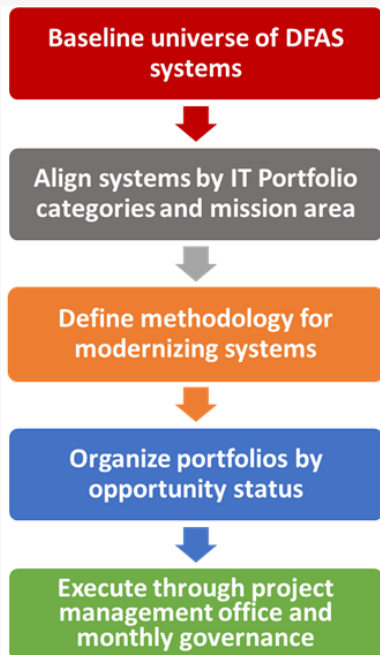 Baseline universe of DFAS
systems
Align systems by IT Portfolio
categories and mission area
Define methodology for
modernizing systems
Organize portfolios by
opportunity status
Execute through project
management office and
monthly governance